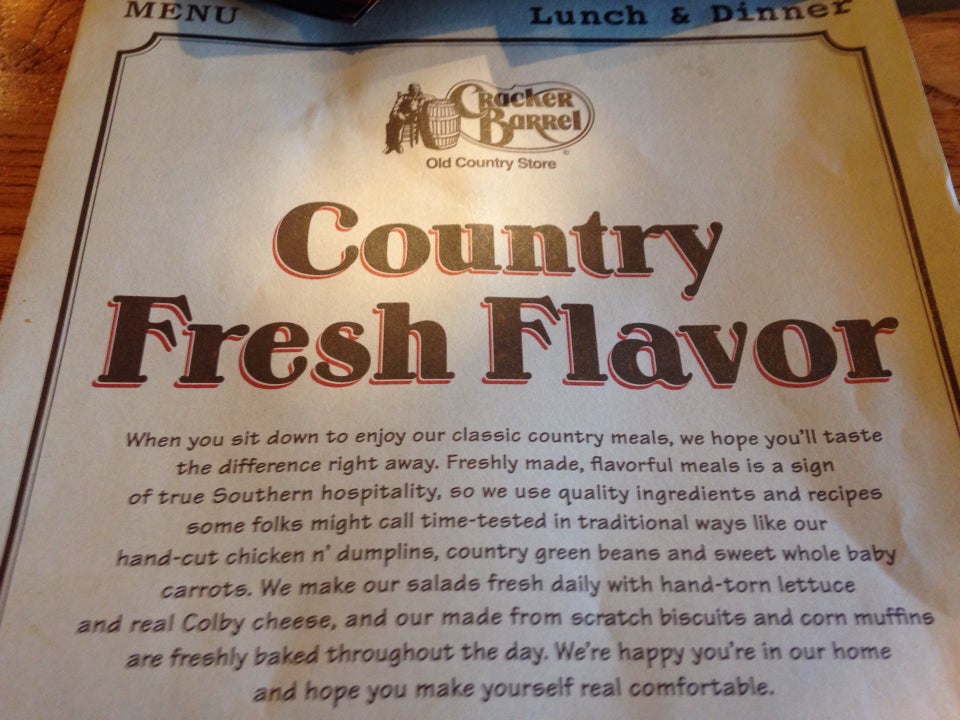 MENU Lunch & Dinner
Cracker
Barrel
Old Country Store
Country
Fresh Flavor
When you sit down to enjoy our classic country meals, we hope you'll taste
the difference right away. Freshly made, flavorful meals is a sign
of true Southern hospitality, so we use quality ingredients and recipes
some folks might call time-tested in traditional ways like our
hand-cut chicken n' dumplins, country green beans and sweet whole baby
carrots. We make our salads fresh daily with hand-torn lettuce
and real Colby cheese, and our made from scratch biscuits and corn muffins
are freshly baked throughout the day. We're happy you're in our home
and hope you make yourself real comfortable.